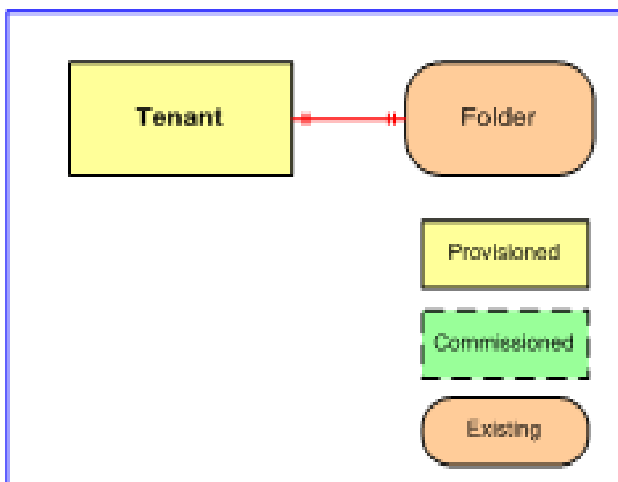 Tenant
Folder
Provisioned
Commissioned
Existing